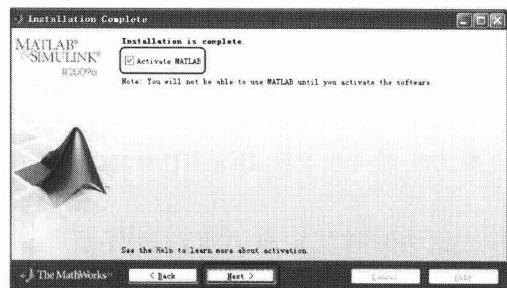 Installation Complete
MATLAB®
SIMULINK®
R2009a
Installation is complete.
Activate MATLAB
Note: You will not be able to use MATLAB until you activate the software
See the Help to learn more about activation
The MathWorks
< Back
Next >
Cancel